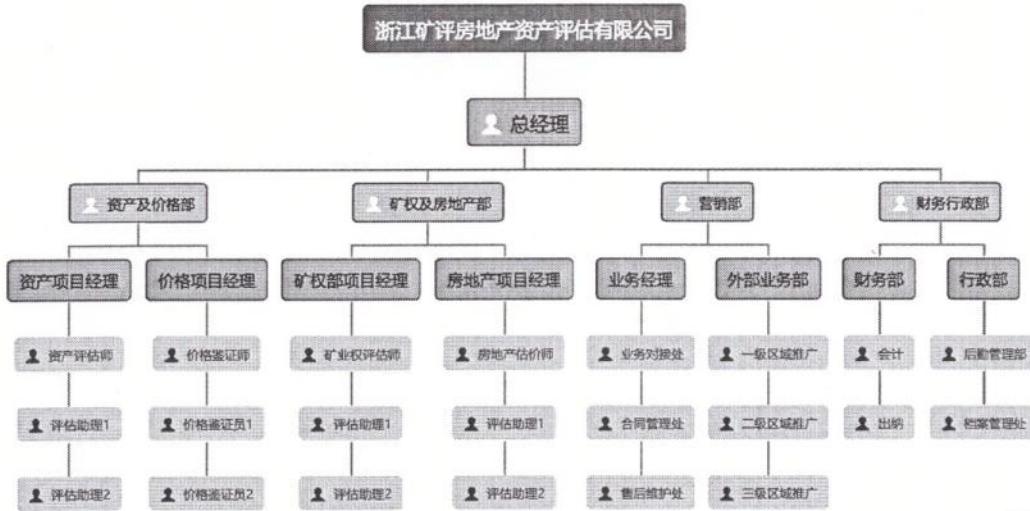 浙江矿评房地产资产评估有限公司
总经理
资产及价格部 矿权及房地产部 营销部 财务行政部
资产项目经理 价格项目经理 矿权部项目经理 房地产项目经理 业务经理 外部业务部 财务部 行政部
资产评估师 价格鉴证师 矿业权评估师 房地产估价师 业务对接处 一级区域推广 会计 后勤管理部
评估助理1 价格鉴证员1 评估助理1 评估助理1 合同管理处 二级区域推广 出纳 档案管理处
评估助理2 价格鉴证员2 评估助理2 评估助理2 售后维护处 三级区域推广